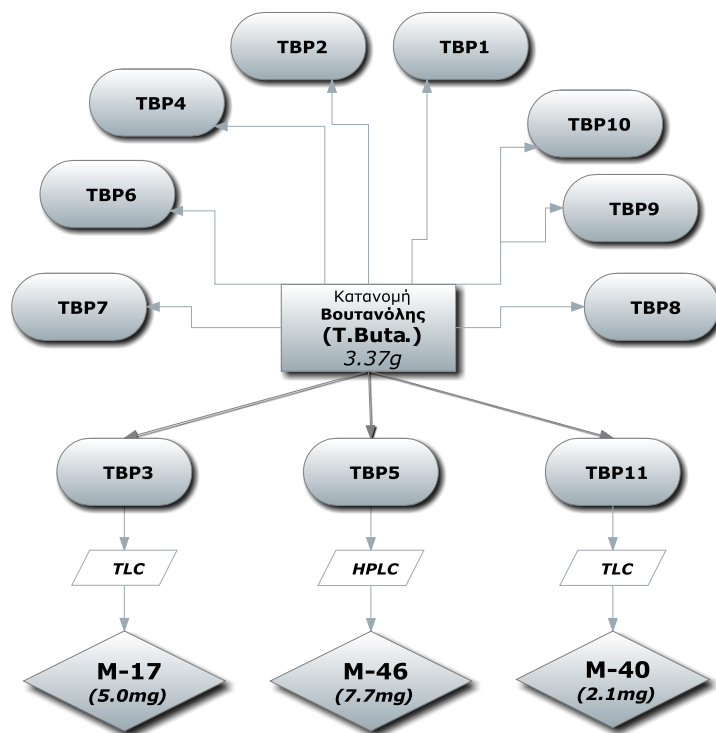 TBP2
TBP1
TBP4
TBP10
TBP6
TBP9
TBP7
Κατανομή
Βουτανόλης
(T.Buta.)
3.37g
TBP8
TBP3
TBP5
TBP11
TLC
HPLC
TLC
M-17
(5.0mg)
M-46
(7.7mg)
M-40
(2.1mg)